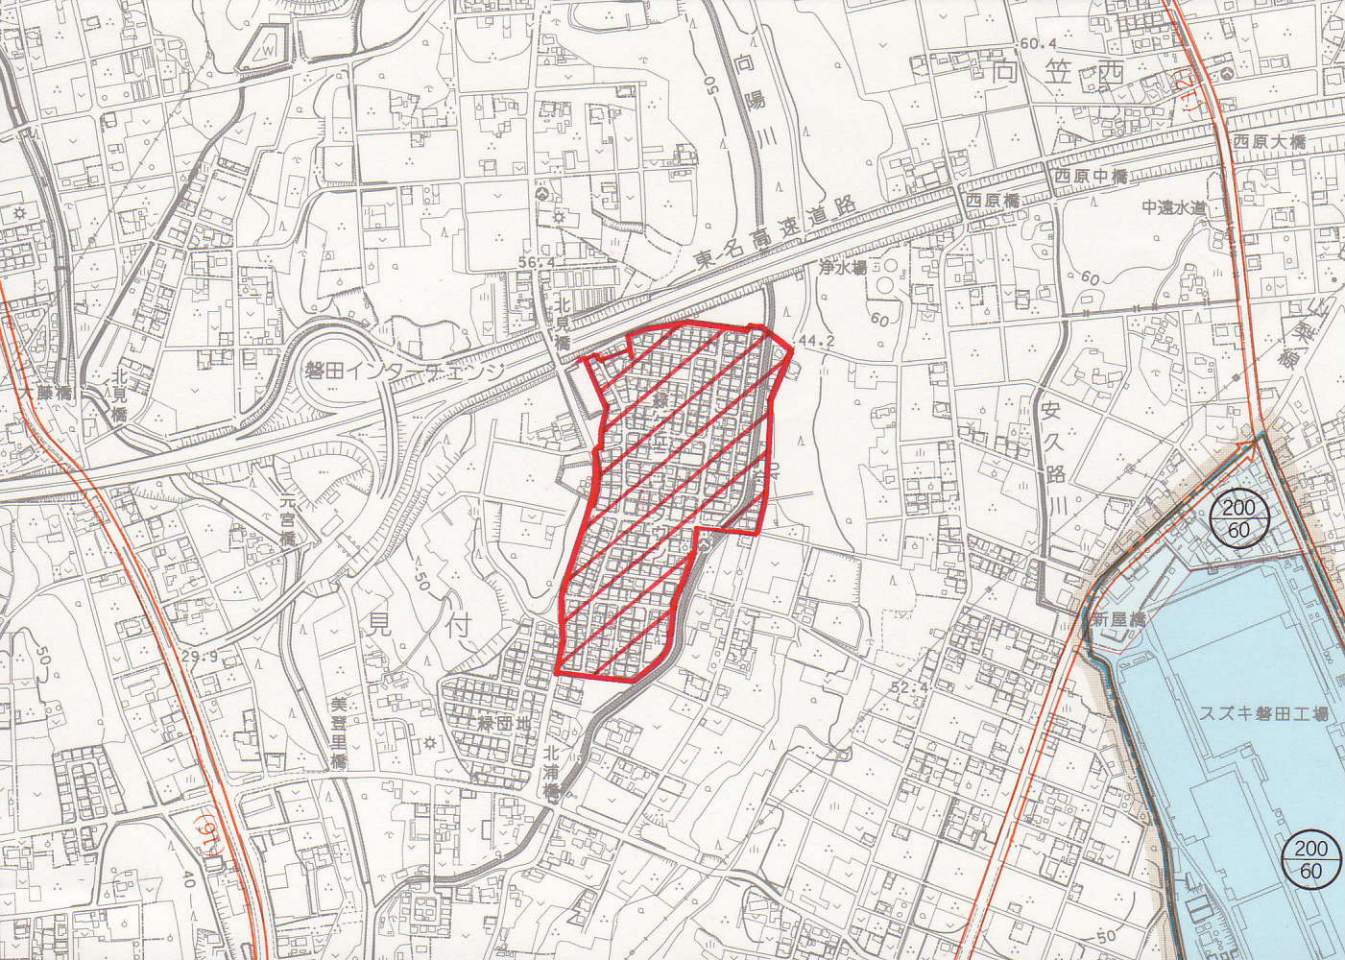 60.4
向笠西
W
向陽川
50
西原大橋
西原中橋
西原橋
中遠水道
東名高速道路
浄水場
56.4
60
60
北見橋
44.2
磐田インターチェンジ
大藤橋
北見橋
安久路川
40
元宮橋
200
60
50
見付
新屋橋
29.9
50
52.4
美登里橋
緑団地
北浦橋
スズキ磐田工場
(91)
200
60
40
50